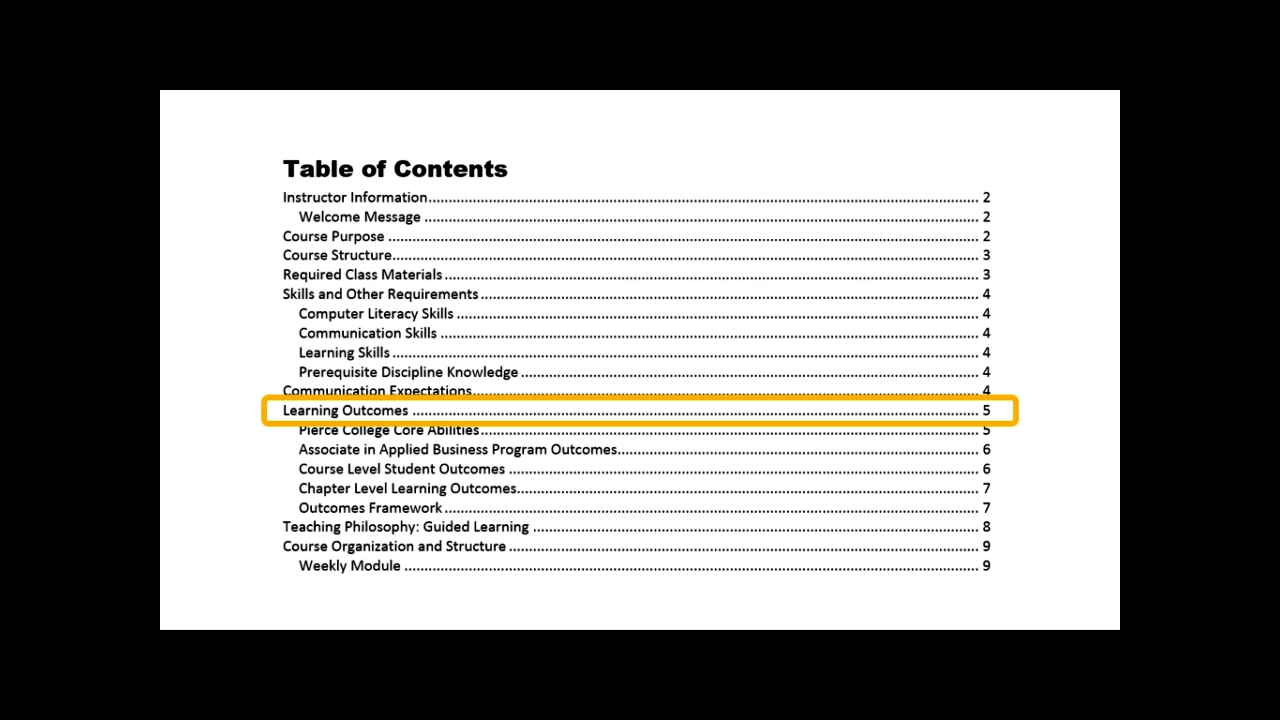 Table of Contents
Instructor Information........................................................................ 2
Welcome Message ........................................................................ 2
Course Purpose ........................................................................ 2
Course Structure........................................................................ 3
Required Class Materials ........................................................................ 3
Skills and Other Requirements ........................................................................ 4
Computer Literacy Skills ........................................................................ 4
Communication Skills ........................................................................ 4
Learning Skills ........................................................................ 4
Prerequisite Discipline Knowledge ........................................................................ 4
Communication Expectations........................................................................ 4
Learning Outcomes ........................................................................ 5
Pierce College Core Abilities........................................................................ 5
Associate in Applied Business Program Outcomes........................................................................ 6
Course Level Student Outcomes ........................................................................ 6
Chapter Level Learning Outcomes........................................................................ 7
Outcomes Framework ........................................................................ 7
Teaching Philosophy: Guided Learning ........................................................................ 8
Course Organization and Structure ........................................................................ 9
Weekly Module ........................................................................ 9